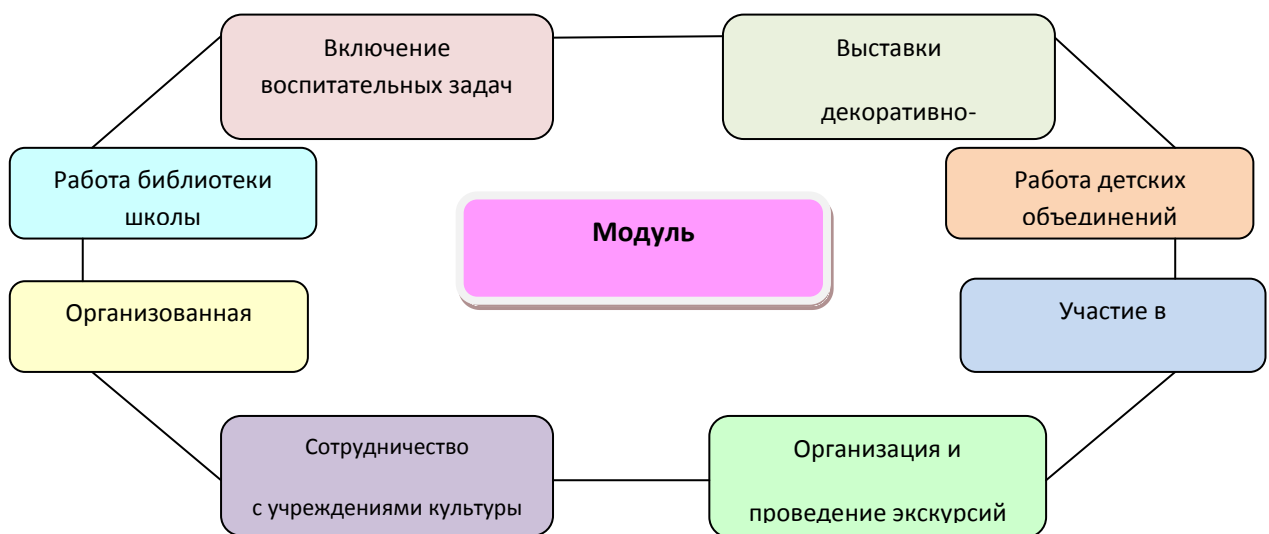 Включение
воспитательных задач
Выставки
декоративно-
Работа библиотеки
школы
Модуль
Работа детских
объединений
Организованная
Участие в
Сотрудничество
с учреждениями культуры
Организация и
проведение экскурсий